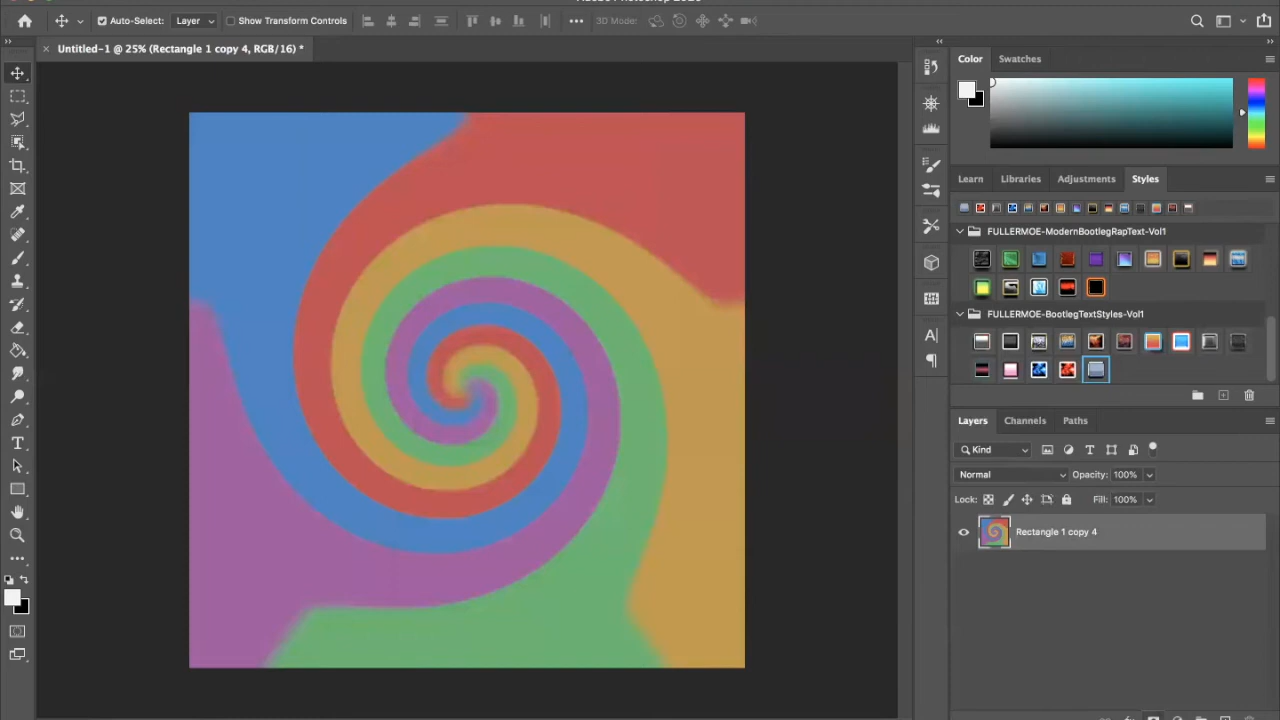 Auto-Select: Layer Show Transform Controls 3D Mode:
Untitled-1 @ 25% (Rectangle 1 copy 4, RGB/16) *
Color Swatches
Learn Libraries Adjustments Styles
FULLERMOE-ModernBootlegRapText-Vol1
FULLERMOE-BootlegTextStyles-Vol1
Layers Channels Paths
Kind
Normal Opacity: 100%
Lock: Fill: 100%
Rectangle 1 copy 4